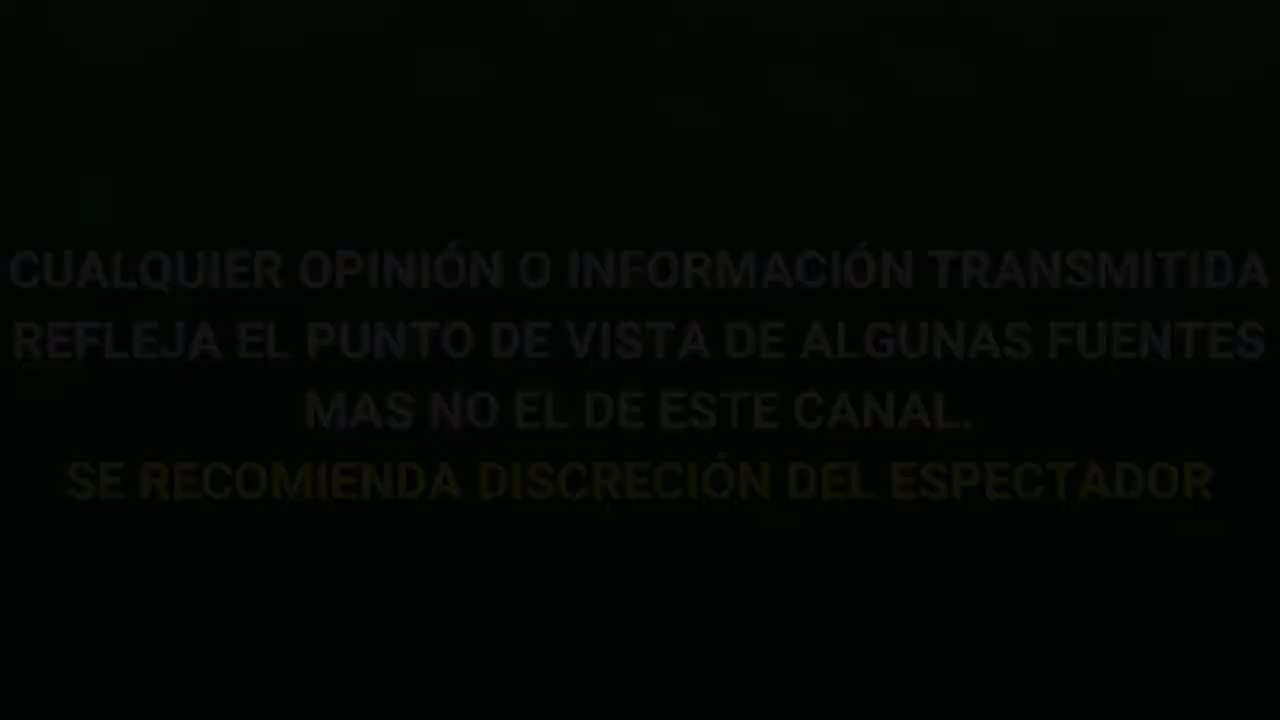 CUALQUIER OPINIÓN O INFORMACIÓN TRANSMITIDA
REFLEJA EL PUNTO DE VISTA DE ALGUNAS FUENTES
MAS NO EL DE ESTE CANAL.
SE RECOMIENDA DISCRECIÓN DEL ESPECTADOR